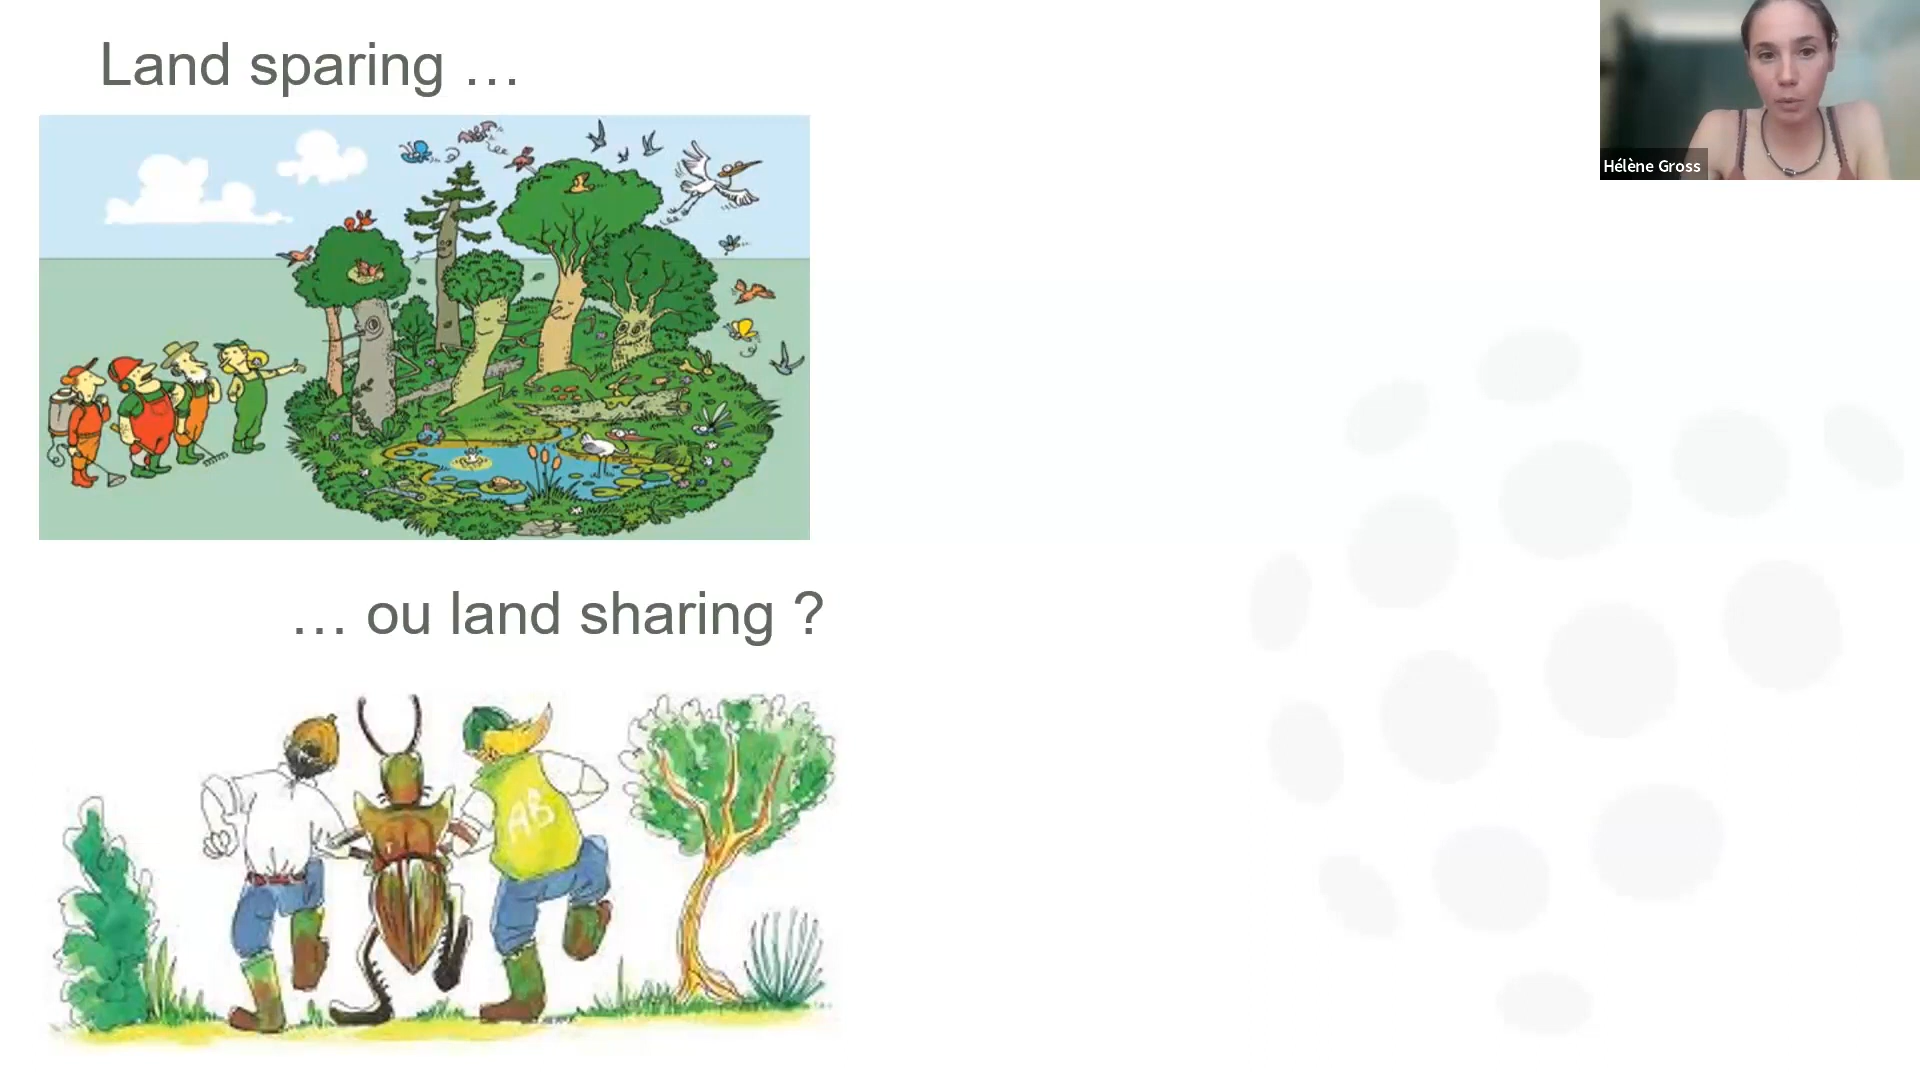 Land sparing …
Hélène Gross
… ou land sharing ?
AB